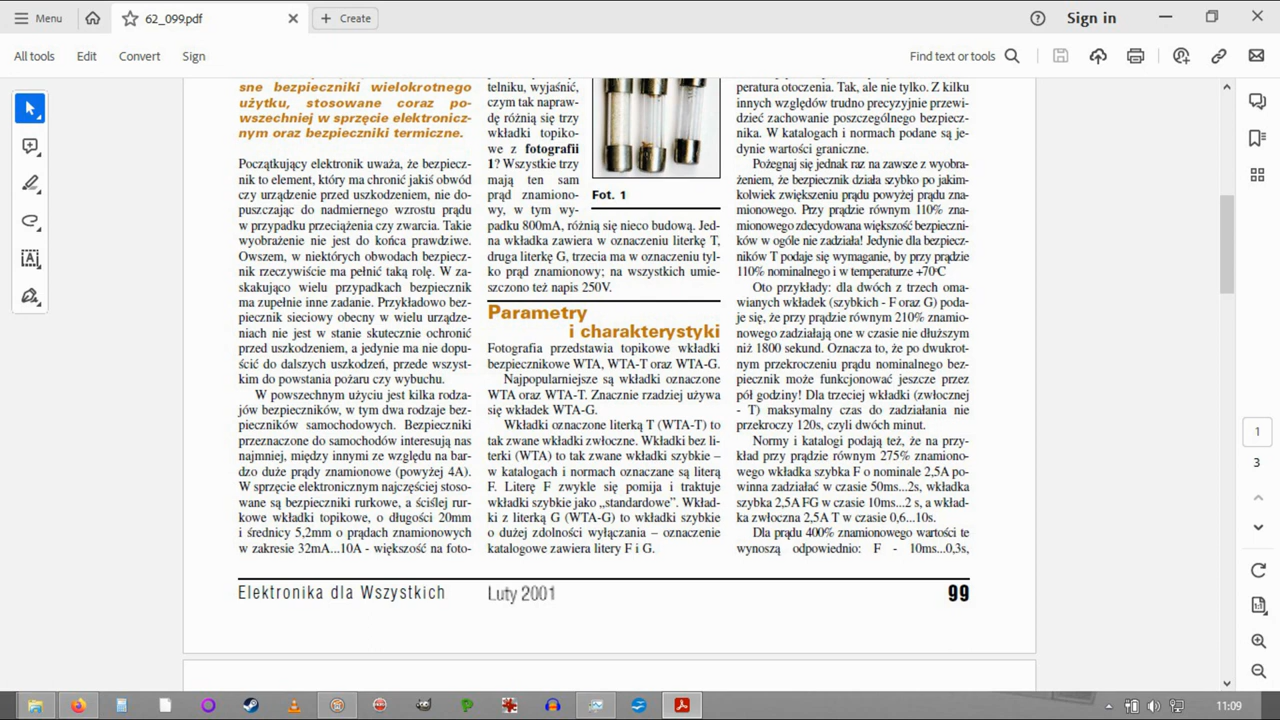 Menu
62_099.pdf
Create
Sign in
All tools
Edit
Convert
Sign
Find text or tools
sne bezpieczniki wielokrotnego
użytku, stosowane coraz po-
wszechniej w sprzęcie elektronicz-
nym oraz bezpieczniki termiczne.
Początkujący elektronik uważa, że bezpiecz-
nik to element, który ma chronić jakiś obwód
czy urządzenie przed uszkodzeniem, nie do-
puszczając do nadmiernego wzrostu prądu
w przypadku przeciążenia czy zwarcia. Takie
wyobrażenie nie jest do końca prawdziwe.
Owszem, w niektórych obwodach bezpiecz-
nik rzeczywiście ma pełnić taką rolę. W za-
skakująco wielu przypadkach bezpiecznik
ma zupełnie inne zadanie. Przykładowo bez-
piecznik sieciowy obecny w wielu urządze-
niach nie jest w stanie skutecznie ochronić
przed uszkodzeniem, a jedynie ma nie dopu-
ścić do dalszych uszkodzeń, przede wszyst-
kim do powstania pożaru czy wybuchu.
W powszechnym użyciu jest kilka rodza-
jów bezpieczników, w tym dwa rodzaje bez-
pieczników samochodowych. Bezpieczniki
przeznaczone do samochodów interesują nas
najmniej, między innymi ze względu na bar-
dzo duże prądy znamionowe (powyżej 4A).
W sprzęcie elektronicznym najczęściej stoso-
wane są bezpieczniki rurkowe, a ściślej rur-
kowe wkładki topikowe, o długości 20mm
i średnicy 5,2mm o prądach znamionowych
w zakresie 32mA...10A - większość na foto-
telniku, wyjaśnić,
czym tak napraw-
dę różnią się trzy
wkładki topiko-
we z fotografii
1? Wszystkie trzy
mają ten sam
prąd znamiono-
wy, w tym wy-
padku 800mA, różnią się nieco budową. Jed-
na wkładka zawiera w oznaczeniu literkę T,
druga literkę G, trzecia ma w oznaczeniu tyl-
ko prąd znamionowy; na wszystkich umie-
szczono też napis 250V.
Fot. 1
Parametry
i charakterystyki
Fotografia przedstawia topikowe wkładki
bezpiecznikowe WTA, WTA-T oraz WTA-G.
Najpopularniejsze są wkładki oznaczone
WTA oraz WTA-T. Znacznie rzadziej używa
się wkładek WTA-G.
Wkładki oznaczone literką T (WTA-T) to
tak zwane wkładki zwłoczne. Wkładki bez li-
terki (WTA) to tak zwane wkładki szybkie –
w katalogach i normach oznaczane są literą
F. Literę F zwykle się pomija i traktuje
wkładki szybkie jako „standardowe”. Wkład-
ki z literką G (WTA-G) to wkładki szybkie
o dużej zdolności wyłączania – oznaczenie
katalogowe zawiera litery F i G.
peratura otoczenia. Tak, ale nie tylko. Z kilku
innych względów trudno precyzyjnie przewi-
dzieć zachowanie poszczególnego bezpiecz-
nika. W katalogach i normach podane są je-
dynie wartości graniczne.
Pożegnaj się jednak raz na zawsze z wyobra-
żeniem, że bezpiecznik działa szybko po jakim-
kolwiek zwiększeniu prądu powyżej prądu zna-
mionowego. Przy prądzie równym 110% zna-
mionowego zdecydowana większość bezpieczni-
ków w ogóle nie zadziała! Jedynie dla bezpiecz-
ników T podaje się wymaganie, by przy prądzie
110% nominalnego i w temperaturze +70°C
Oto przykłady: dla dwóch z trzech oma-
wianych wkładek (szybkich - F oraz G) poda-
je się, że przy prądzie równym 210% znamio-
nowego zadziałają one w czasie nie dłuższym
niż 1800 sekund. Oznacza to, że po dwukrot-
nym przekroczeniu prądu nominalnego bez-
piecznik może funkcjonować jeszcze przez
pół godziny! Dla trzeciej wkładki (zwłocznej
- T) maksymalny czas do zadziałania nie
przekroczy 120s, czyli dwóch minut.
Normy i katalogi podają też, że na przy-
kład przy prądzie równym 275% znamiono-
wego wkładka szybka F o nominale 2,5A po-
winna zadziałać w czasie 50ms...2s, wkładka
szybka 2,5A FG w czasie 10ms...2 s, a wkład-
ka zwłoczna 2,5A T w czasie 0,6...10s.
Dla prądu 400% znamionowego wartości te
wynoszą odpowiednio: F - 10ms...0,3s,
Elektronika dla Wszystkich
Luty 2001
99
1
3
11:09